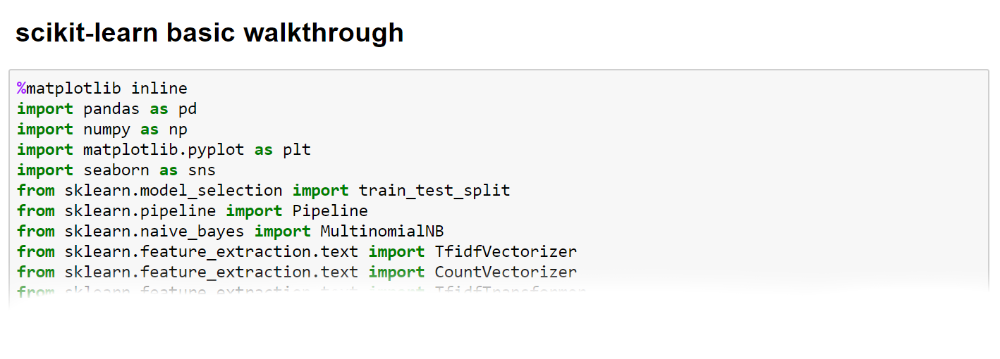 scikit-learn basic walkthrough
%matplotlib inline
import pandas as pd
import numpy as np
import matplotlib.pyplot as plt
import seaborn as sns
from sklearn.model_selection import train_test_split
from sklearn.pipeline import Pipeline
from sklearn.naive_bayes import MultinomialNB
from sklearn.feature_extraction.text import TfidfVectorizer
from sklearn.feature_extraction.text import CountVectorizer
from sklearn.feature_extraction.text import TfidfTransformer